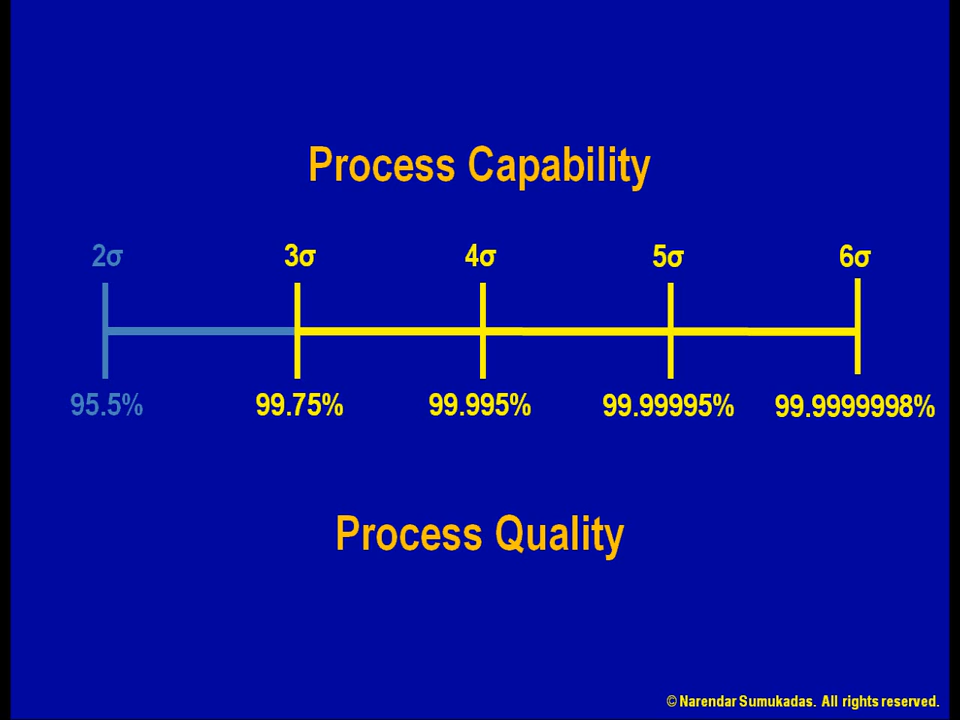 Process Capability
2σ 3σ 4σ 5σ 6σ
95.5% 99.75% 99.995% 99.99995% 99.9999998%
Process Quality
© Narendar Sumukadas. All rights reserved.